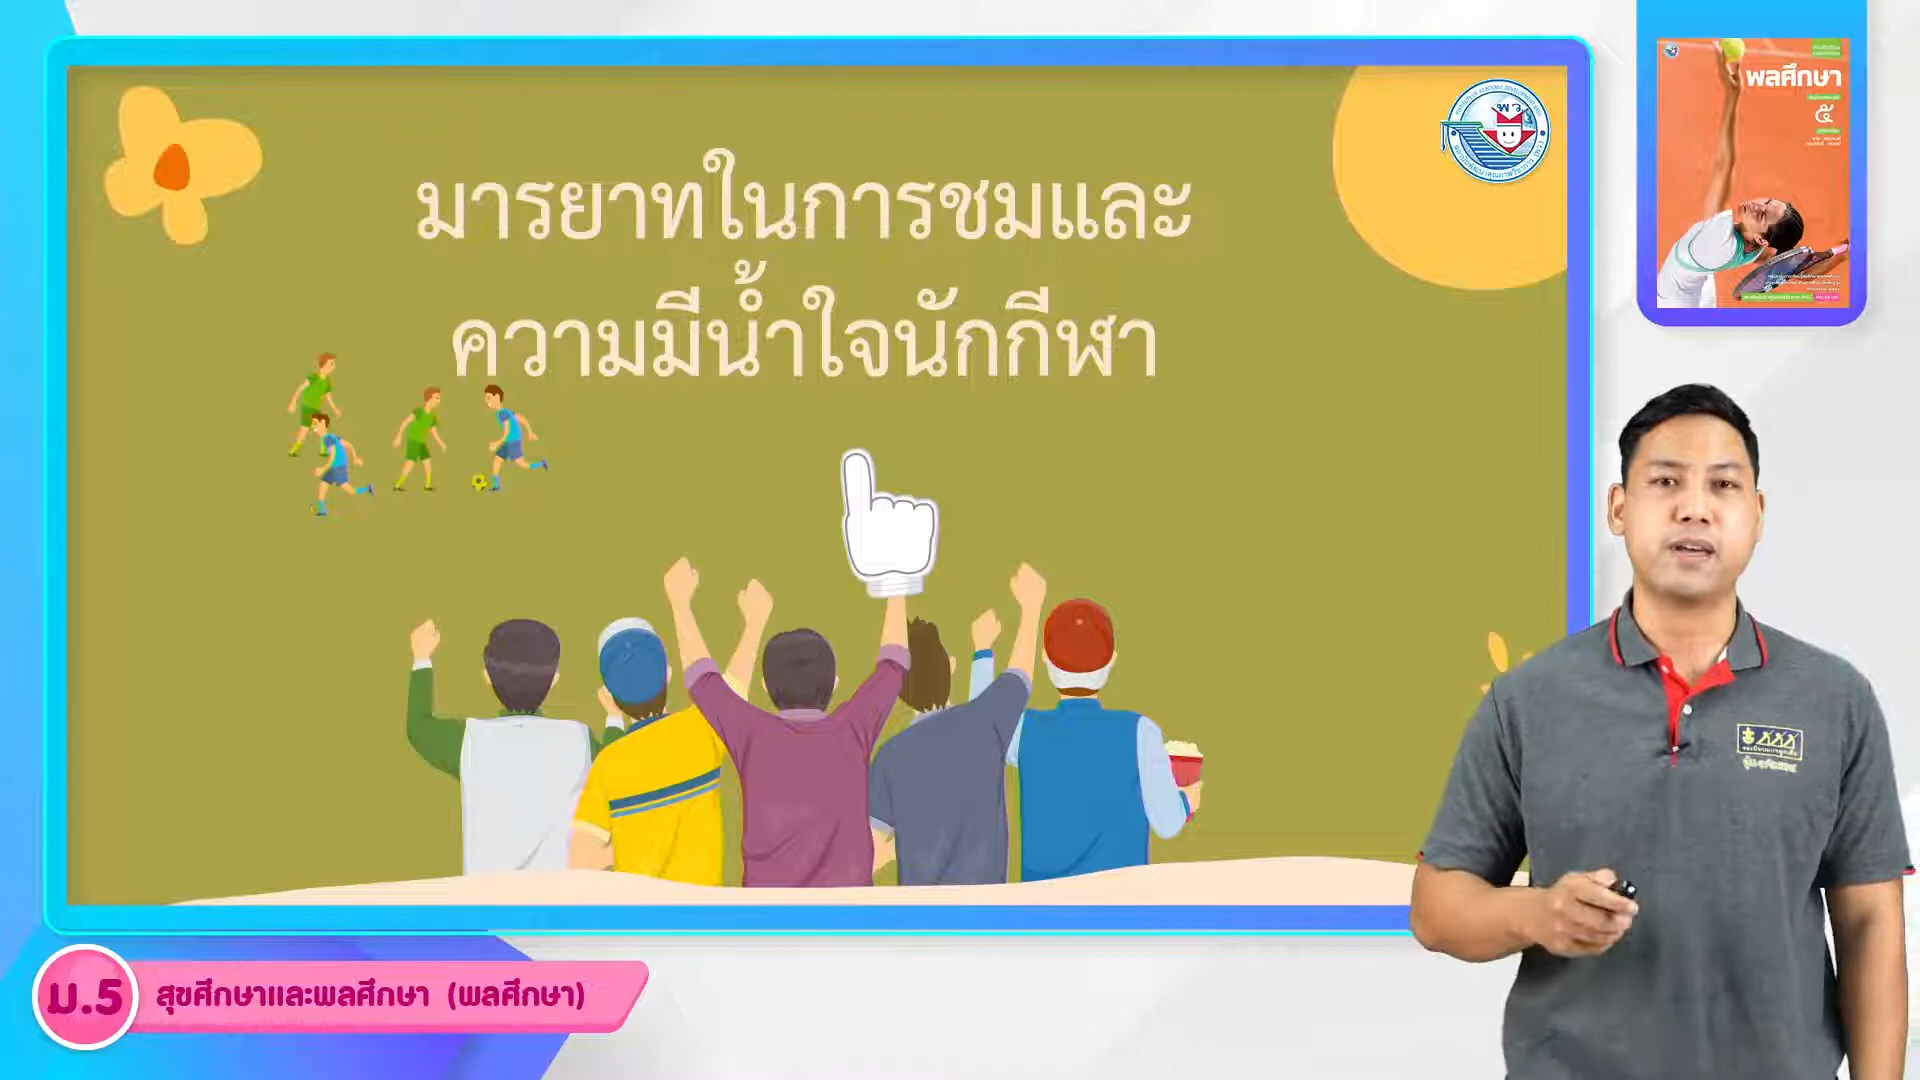 มารยาทในการชมและ
ความมีน้ำใจนักกีฬา
พลศึกษา
๕
พว.
ม.5
สุขศึกษาและพลศึกษา (พลศึกษา)